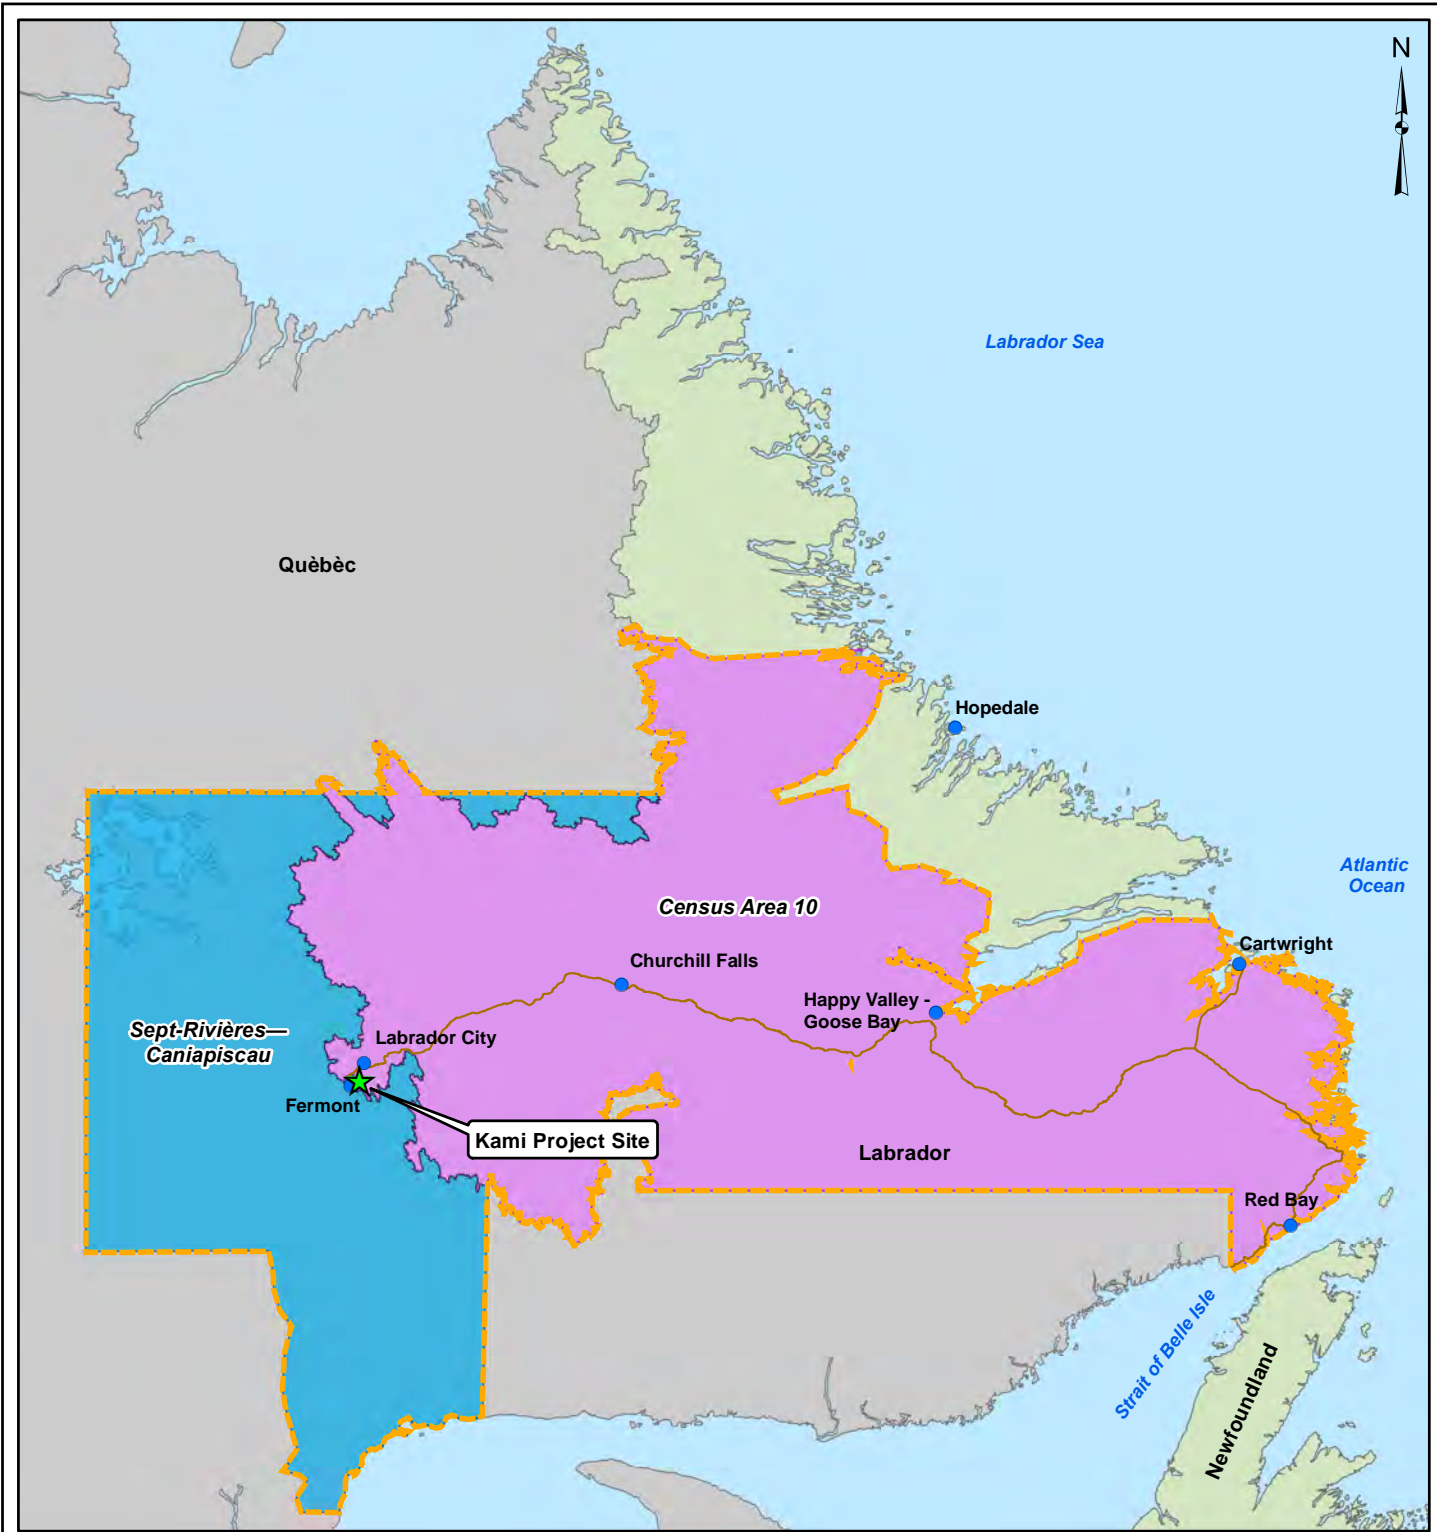 N
Labrador Sea
Quèbèc
Hopedale
Atlantic
Ocean
Census Area 10
Cartwright
Churchill Falls
Happy Valley -
Goose Bay
Sept-Rivières—
Caniapiscau
Labrador City
Fermont
Kami Project Site
Labrador
Red Bay
Strait of Belle Isle
Newfoundland